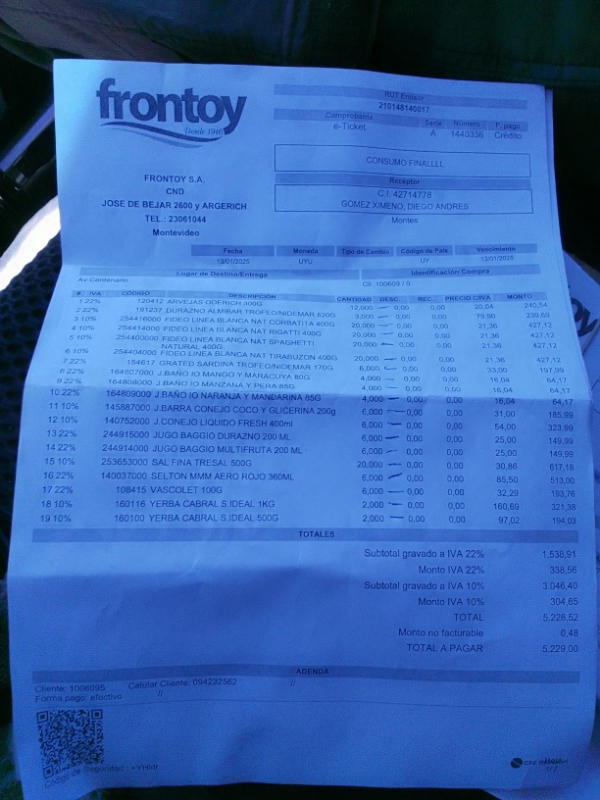 frontoy
Desde 1946
RUT Emisor
210148140017
Comprobante Serie Número F. pago
e-Ticket A 1440336 Crédito
CONSUMO FINALLLL
Receptor
C.I. 42714778
GOMEZ XIMENO, DIEGO ANDRES
Montes
FRONTOY S.A.
CND
JOSE DE BEJAR 2600 y ARGERICH
TEL.: 23061044
Montevideo
Fecha Moneda Tipo de Cambio Código de País Vencimiento
13/01/2025 UYU UY 13/01/2025
Lugar de Destino/Entrega Identificación Compra
Av Centenario
# IVA CODIGO DESCRIPCIÓN CANTIDAD DESC. REC. PRECIO C/IVA MONTO
1 22% 120412 ARVEJAS ODERICH 300G 12,000 0,00 0,00 20,04 240,54
2 22% 191237 DURAZNO ALMIBAR TROFEO/NIDEMAR 820G 3,000 0,00 0,00 79,90 239,69
3 10% 254416000 FIDEO LINEA BLANCA NAT CORBATITA 400G 20,000 0,00 0,00 21,36 427,12
4 10% 254414000 FIDEO LINEA BLANCA NAT RIGATTI 400G 20,000 0,00 0,00 21,36 427,12
5 10% 254400000 FIDEO LINEA BLANCA NAT SPAGHETTI 20,000 0,00 0,00 21,36 427,12
NATURAL 400G
6 10% 254404000 FIDEO LINEA BLANCA NAT TIRABUZON 400G 20,000 0,00 0,00 21,36 427,12
7 22% 154617 GRATED SARDINA TROFEO/NIDEMAR 170G 6,000 0,00 0,00 33,00 197,99
8 22% 164807000 J.BAÑO IO MANGO Y MARACUYA 80G 4,000 0,00 0,00 16,04 64,17
9 22% 164808000 J.BAÑO IO MANZANA Y PERA 85G 4,000 0,00 0,00 16,04 64,17
10 22% 164809000 J.BAÑO IO NARANJA Y MANDARINA 85G 4,000 0,00 0,00 16,04 64,17
11 10% 145887000 J.BARRA CONEJO COCO Y GLICERINA 200g 6,000 0,00 0,00 31,00 185,99
12 10% 140752000 J.CONEJO LIQUIDO FRESH 400ml 6,000 0,00 0,00 54,00 323,99
13 22% 244915000 JUGO BAGGIO DURAZNO 200 ML 6,000 0,00 0,00 25,00 149,99
14 22% 244914000 JUGO BAGGIO MULTIFRUTA 200 ML 6,000 0,00 0,00 25,00 149,99
15 10% 253653000 SAL FINA TRESAL 500G 20,000 0,00 0,00 30,86 617,18
16 22% 140037000 SELTON MMM AERO ROJO 360ML 6,000 0,00 0,00 85,50 513,00
17 22% 108415 VASCOLET 100G 6,000 0,00 0,00 32,29 193,76
18 10% 160116 YERBA CABRAL S.IDEAL 1KG 2,000 0,00 0,00 160,69 321,38
19 10% 160100 YERBA CABRAL S.IDEAL 500G 2,000 0,00 0,00 97,02 194,03
TOTALES
Subtotal gravado a IVA 22% 1.538,91
Monto IVA 22% 338,56
Subtotal gravado a IVA 10% 3.046,40
Monto IVA 10% 304,65
TOTAL 5.228,52
Monto no facturable 0,48
TOTAL A PAGAR 5.229,00
ADENDA
Cliente: 1006095 Celular Cliente: 094232562 //
Forma pago: efectivo //
Código de Seguridad :